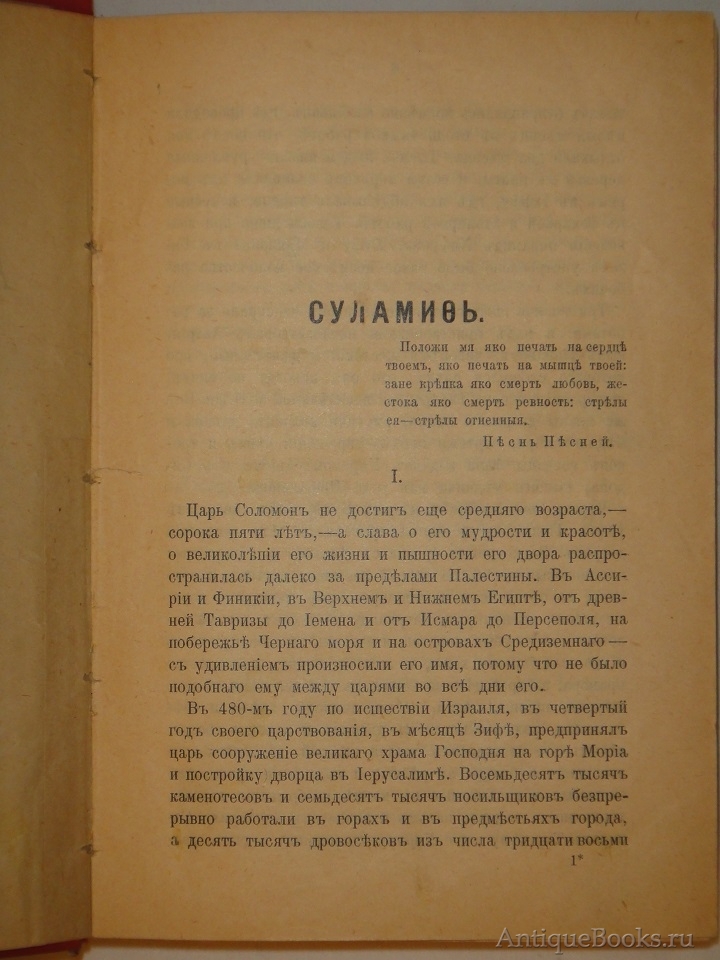 СУЛАМИѲЬ.
Положи мя яко печать на сердцѣ
твоемъ, яко печать на мышцѣ твоей:
зане крѣпка яко смерть любовь, же-
стока яко смерть ревность: стрѣлы
ея—стрѣлы огненныя.
Пѣснь Пѣсней.
I.
Царь Соломонъ не достигъ еще средняго возраста,—
сорока пяти лѣтъ,—а слава о его мудрости и красотѣ,
о великолѣпіи его жизни и пышности его двора распро-
странилась далеко за предѣлами Палестины. Въ Асси-
ріи и Финикіи, въ Верхнемъ и Нижнемъ Египтѣ, отъ древ-
ней Тавризы до Іемена и отъ Исмара до Персеполя, на
побережьѣ Чернаго моря и на островахъ Средиземнаго—
съ удивленіемъ произносили его имя, потому что не было
подобнаго ему между царями во всѣ дни его.
Въ 480-мъ году по исшествіи Израиля, въ четвертый
годъ своего царствованія, въ мѣсяцѣ Зифѣ, предпринялъ
царь сооруженіе великаго храма Господня на горѣ Моріа
и постройку дворца въ Іерусалимѣ. Восемьдесятъ тысячъ
каменотесовъ и семьдесятъ тысячъ носильщиковъ безпре-
рывно работали въ горахъ и въ предмѣстьяхъ города,
а десять тысячъ дровосѣковъ изъ числа тридцати восьми
1*
AntiqueBooks.ru